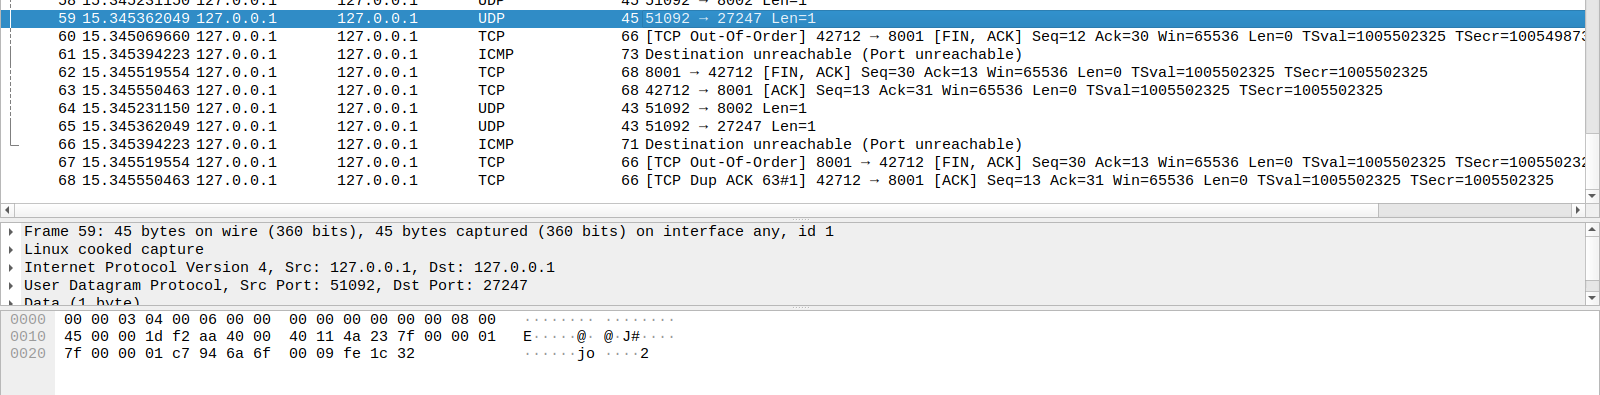 58 15.345231150 127.0.0.1 127.0.0.1 UDP 45 51092 → 8002 Len=1
59 15.345362049 127.0.0.1 127.0.0.1 UDP 45 51092 → 27247 Len=1
60 15.345069660 127.0.0.1 127.0.0.1 TCP 66 [TCP Out-Of-Order] 42712 → 8001 [FIN, ACK] Seq=12 Ack=30 Win=65536 Len=0 TSval=1005502325 TSecr=100549873
61 15.345394223 127.0.0.1 127.0.0.1 ICMP 73 Destination unreachable (Port unreachable)
62 15.345519554 127.0.0.1 127.0.0.1 TCP 68 8001 → 42712 [FIN, ACK] Seq=30 Ack=13 Win=65536 Len=0 TSval=1005502325 TSecr=1005502325
63 15.345550463 127.0.0.1 127.0.0.1 TCP 68 42712 → 8001 [ACK] Seq=13 Ack=31 Win=65536 Len=0 TSval=1005502325 TSecr=1005502325
64 15.345231150 127.0.0.1 127.0.0.1 UDP 43 51092 → 8002 Len=1
65 15.345362049 127.0.0.1 127.0.0.1 UDP 43 51092 → 27247 Len=1
66 15.345394223 127.0.0.1 127.0.0.1 ICMP 71 Destination unreachable (Port unreachable)
67 15.345519554 127.0.0.1 127.0.0.1 TCP 66 [TCP Out-Of-Order] 8001 → 42712 [FIN, ACK] Seq=30 Ack=13 Win=65536 Len=0 TSval=1005502325 TSecr=100550232
68 15.345550463 127.0.0.1 127.0.0.1 TCP 66 [TCP Dup ACK 63#1] 42712 → 8001 [ACK] Seq=13 Ack=31 Win=65536 Len=0 TSval=1005502325 TSecr=1005502325
Frame 59: 45 bytes on wire (360 bits), 45 bytes captured (360 bits) on interface any, id 1
Linux cooked capture
Internet Protocol Version 4, Src: 127.0.0.1, Dst: 127.0.0.1
User Datagram Protocol, Src Port: 51092, Dst Port: 27247
Data (1 byte)
0000 00 00 03 04 00 06 00 00 00 00 00 00 00 00 08 00 ········ ········
0010 45 00 00 1d f2 aa 40 00 40 11 4a 23 7f 00 00 01 E·····@· @·J#····
0020 7f 00 00 01 c7 94 6a 6f 00 09 fe 1c 32 ······jo ····2